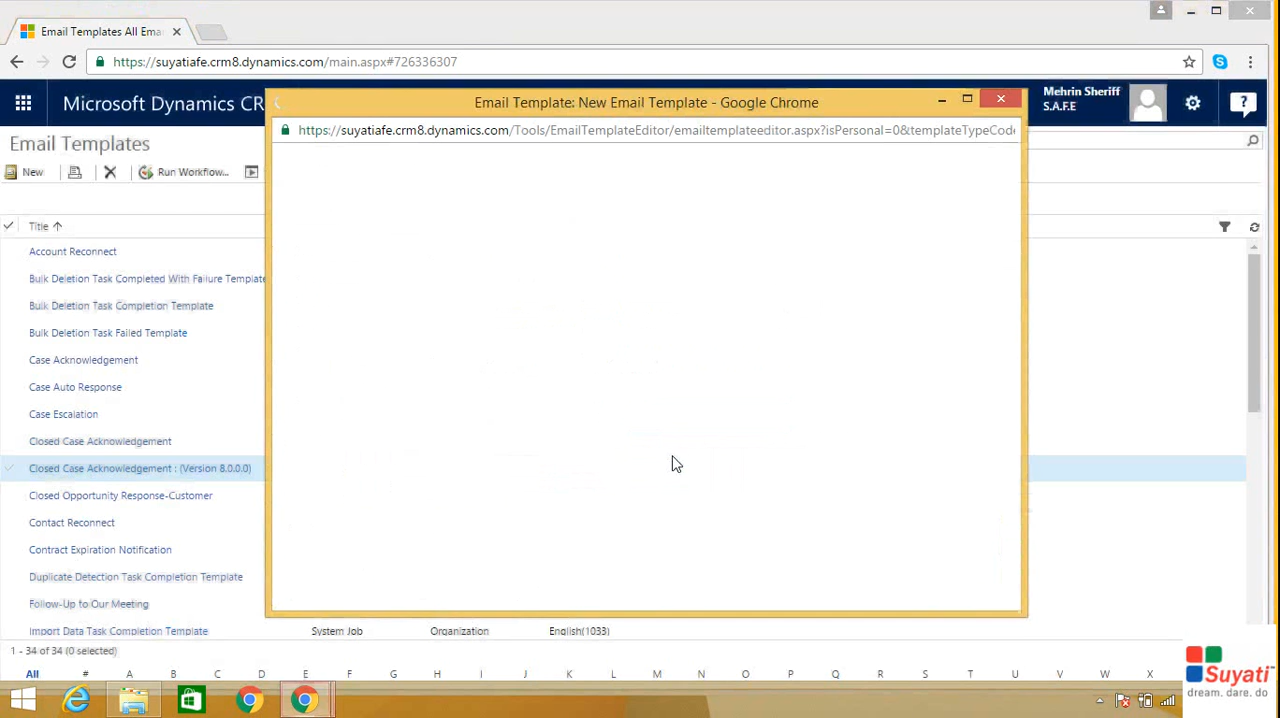 Email Templates All Ema
https://suyatiafe.crm8.dynamics.com/main.aspx#726336307
Microsoft Dynamics CR
Mehrin Sheriff
S.A.F.E
Email Template: New Email Template - Google Chrome
https://suyatiafe.crm8.dynamics.com/Tools/EmailTemplateEditor/emailtemplateeditor.aspx?isPersonal=0&templateTypeCode
Email Templates
New
Run Workflow...
Title
Account Reconnect
Bulk Deletion Task Completed With Failure Template
Bulk Deletion Task Completion Template
Bulk Deletion Task Failed Template
Case Acknowledgement
Case Auto Response
Case Escalation
Closed Case Acknowledgement
Closed Case Acknowledgement : (Version 8.0.0.0)
Closed Opportunity Response-Customer
Contact Reconnect
Contract Expiration Notification
Duplicate Detection Task Completion Template
Follow-Up to Our Meeting
Import Data Task Completion Template System Job Organization English(1033)
1 - 34 of 34 (0 selected)
All # A B C D E F G H I J K L M N O P Q R S T U V W X
Suyati
dream. dare. do